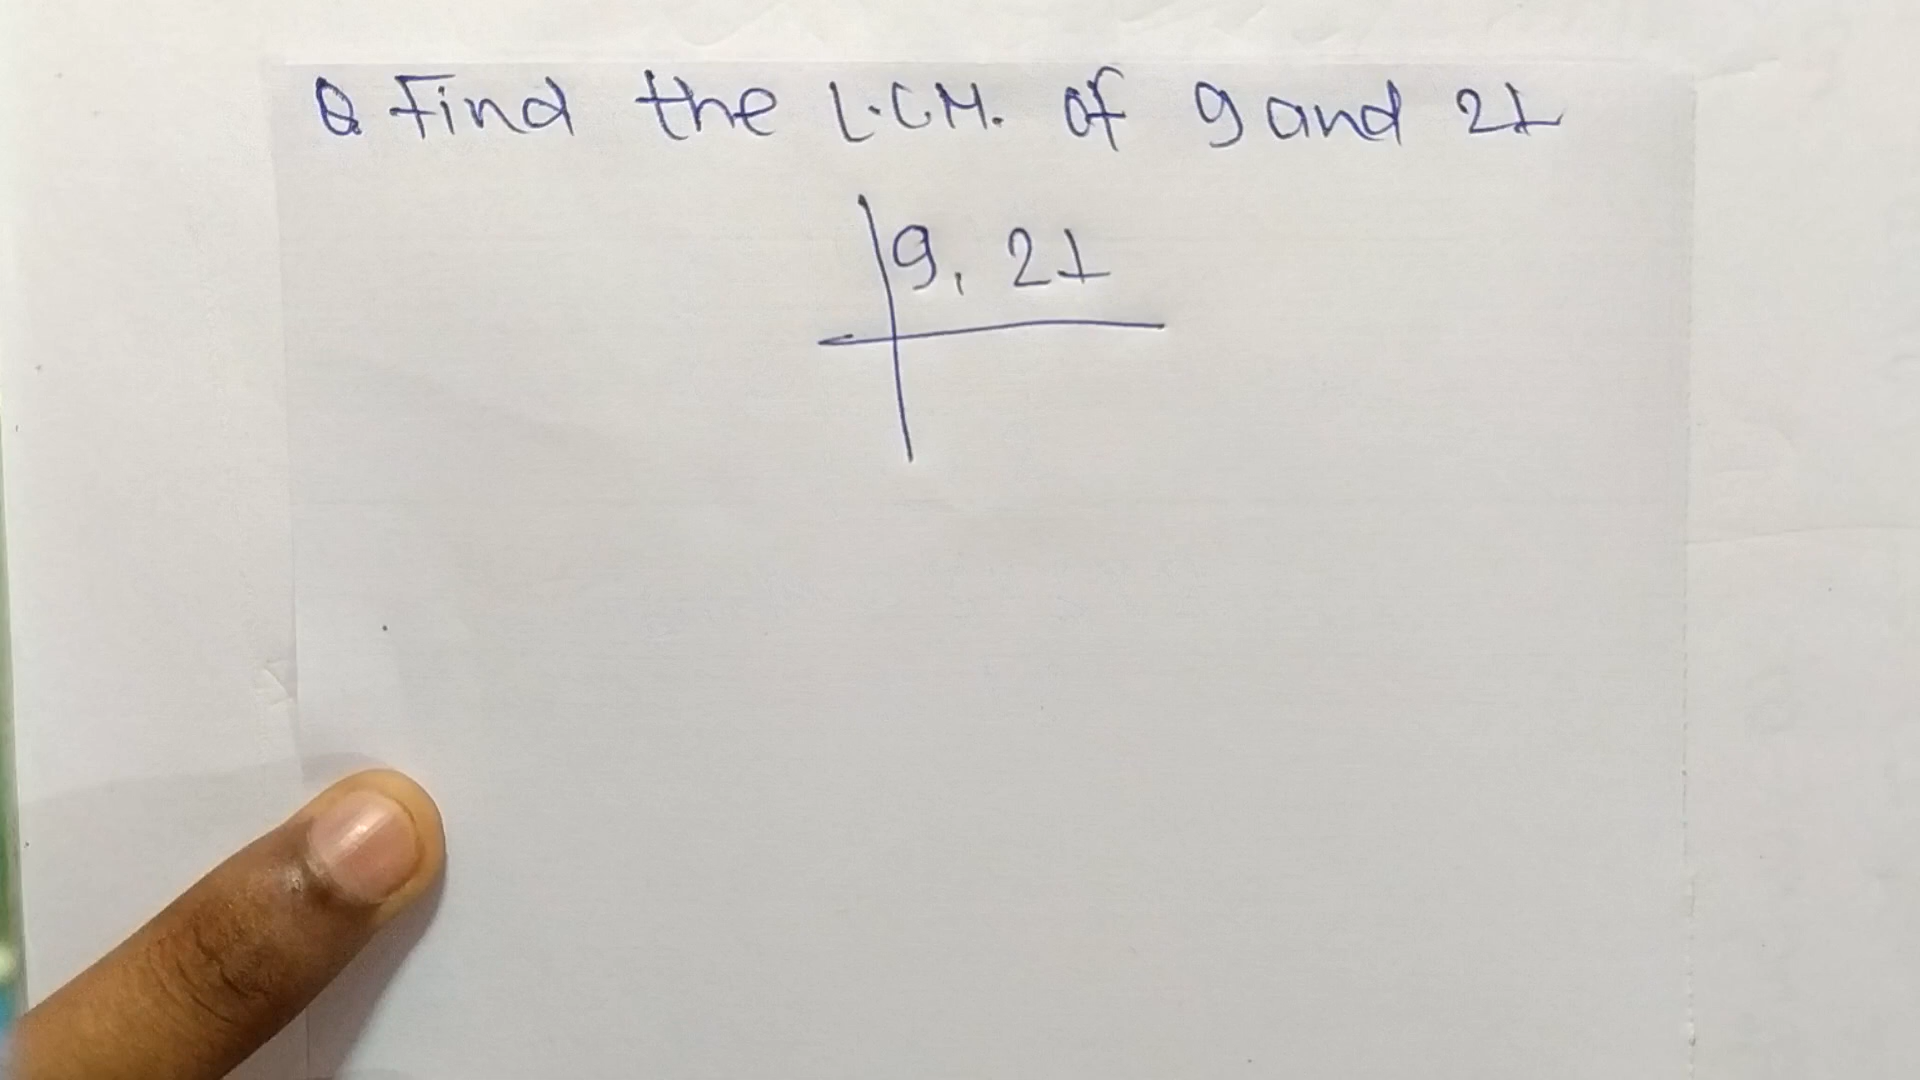 Q Find the L.C.M. of 9 and 21
9, 21